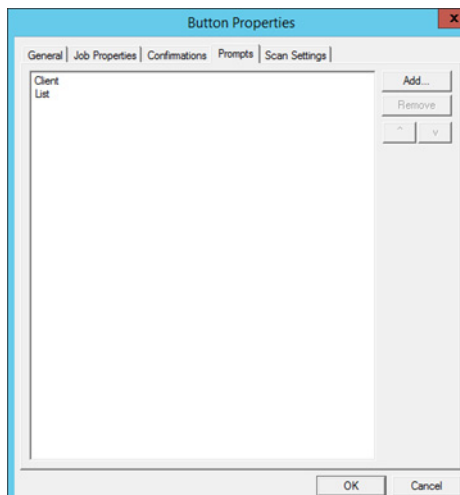 Button Properties
x
General Job Properties Confirmations Prompts Scan Settings
Client
List
Add...
Remove
^ v
OK Cancel